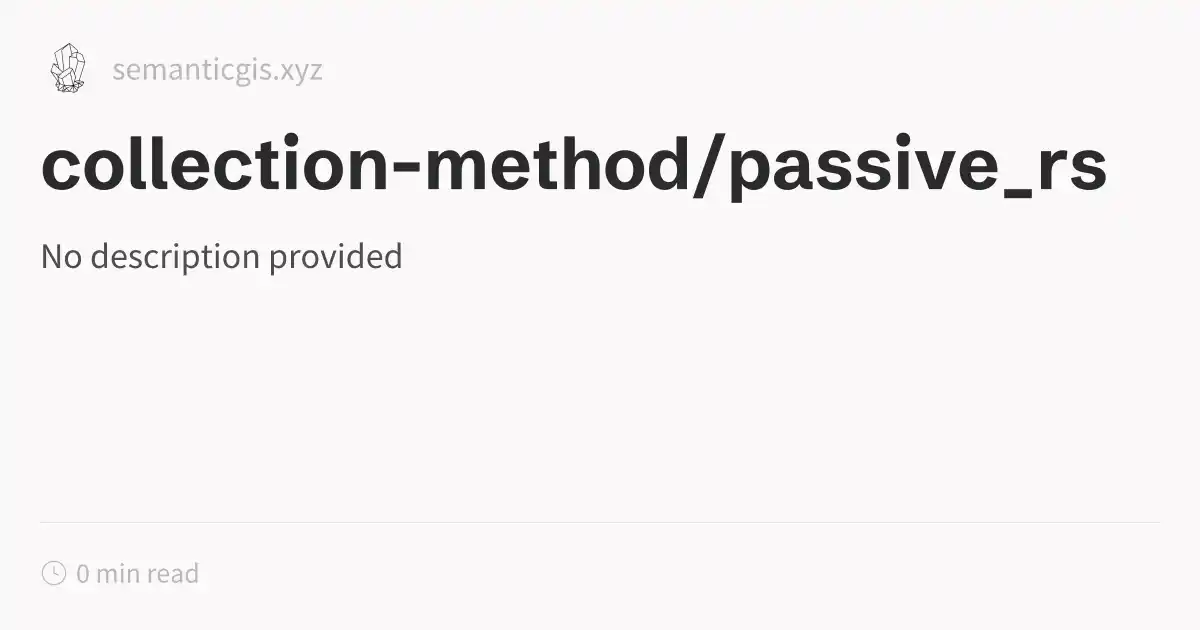 semanticgis.xyz
collection-method/passive_rs
No description provided
0 min read